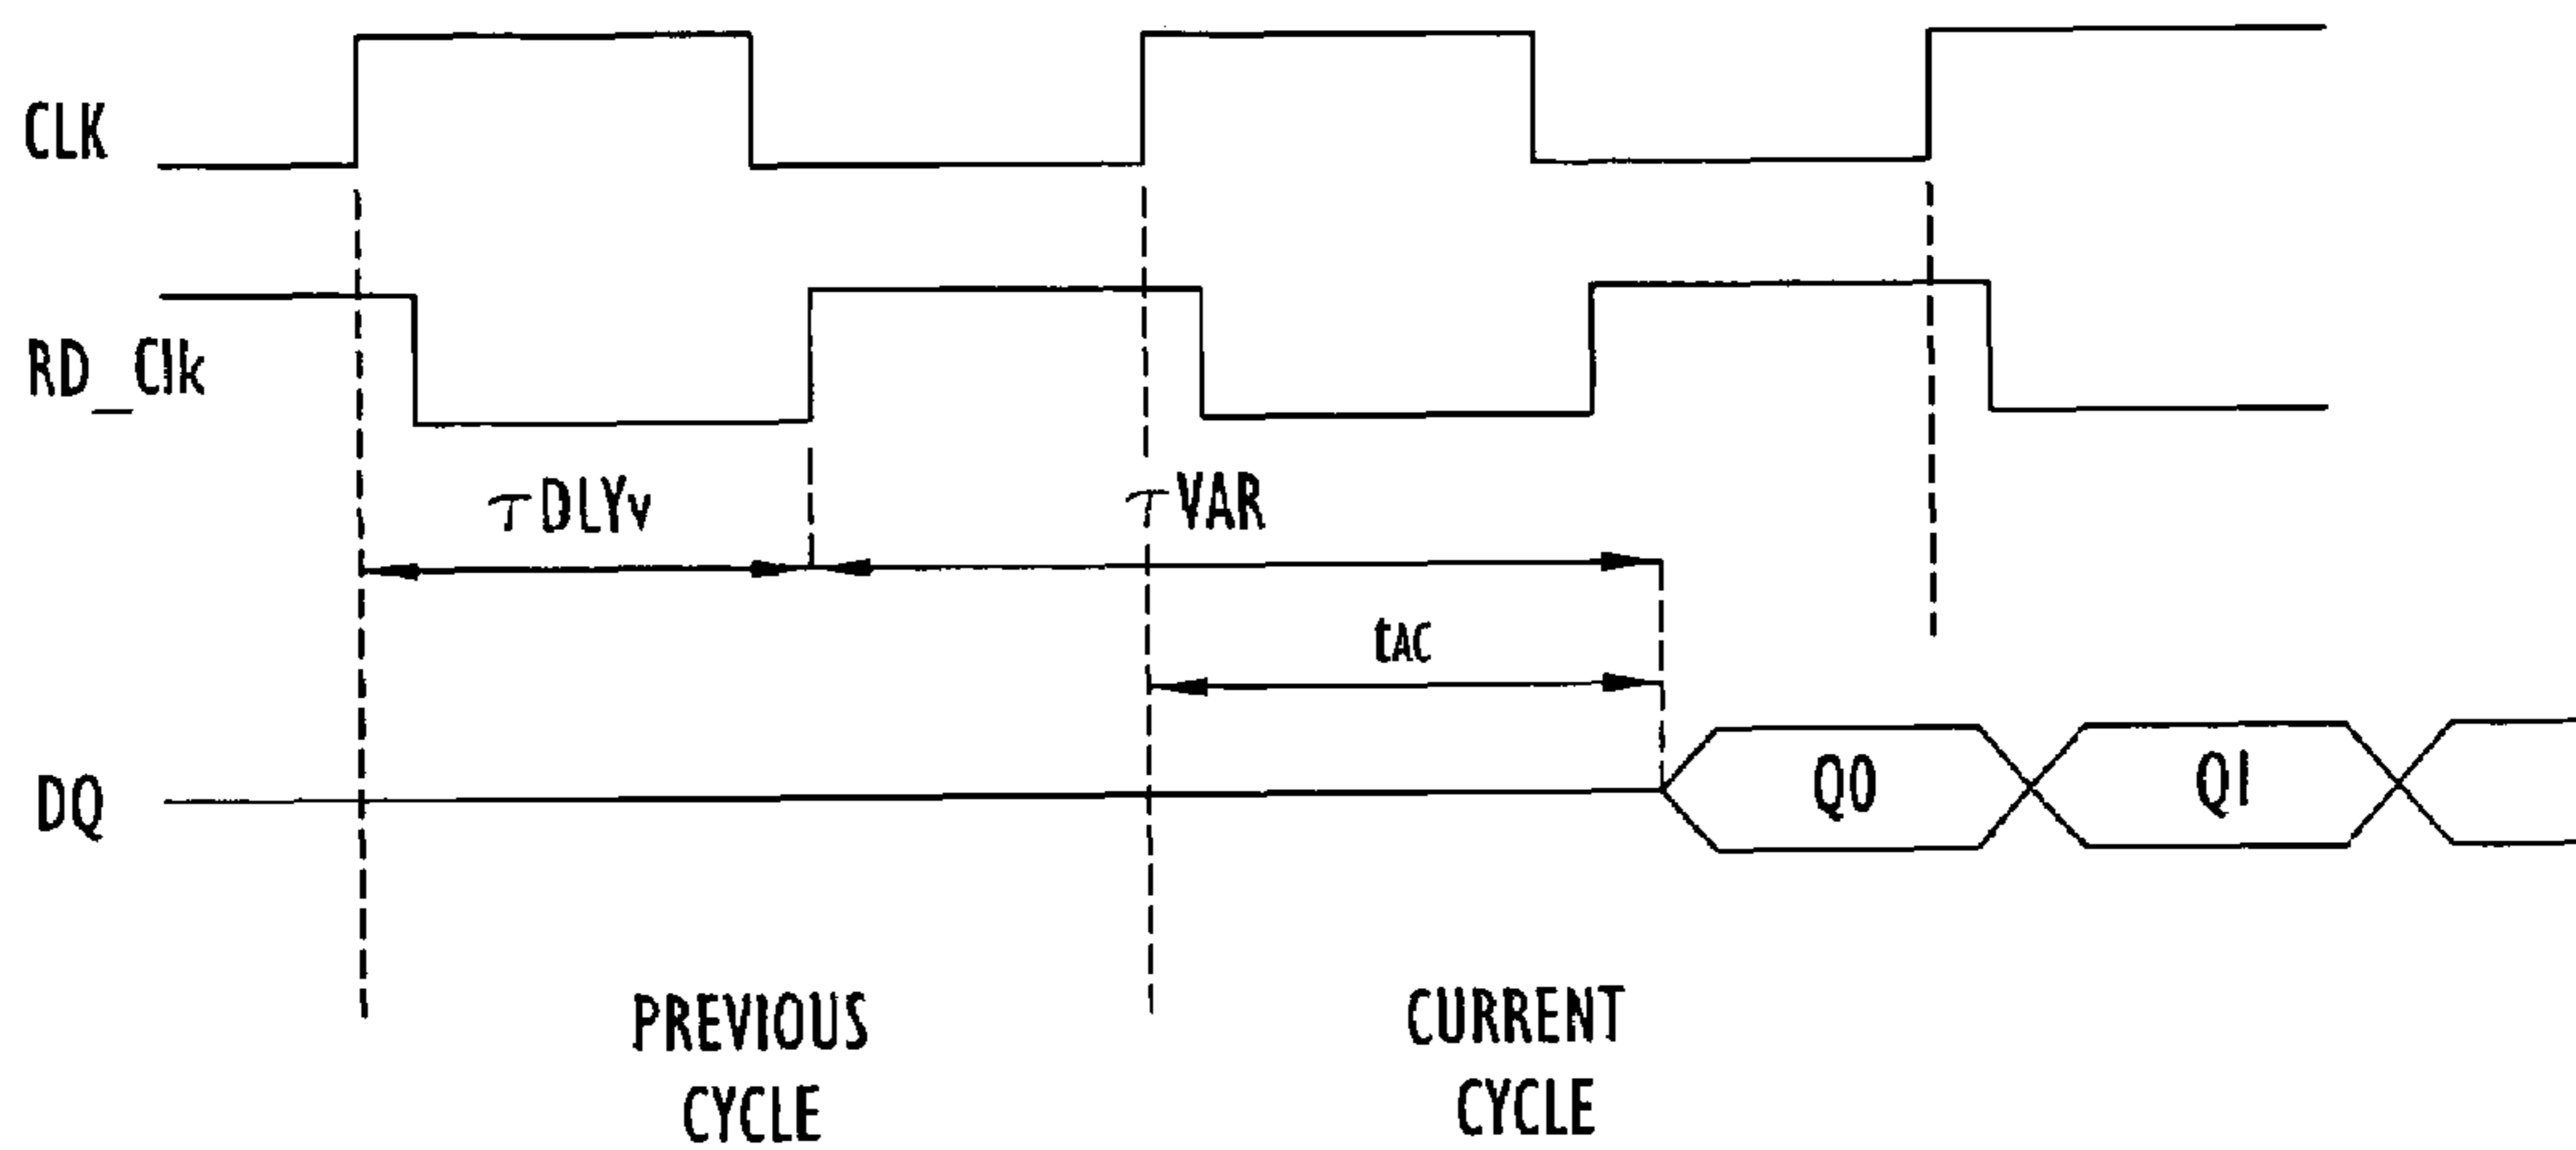 CLK
RD_Clk
τDLYv
τVAR
tAC
DQ
Q0
Q1
PREVIOUS
CYCLE
CURRENT
CYCLE